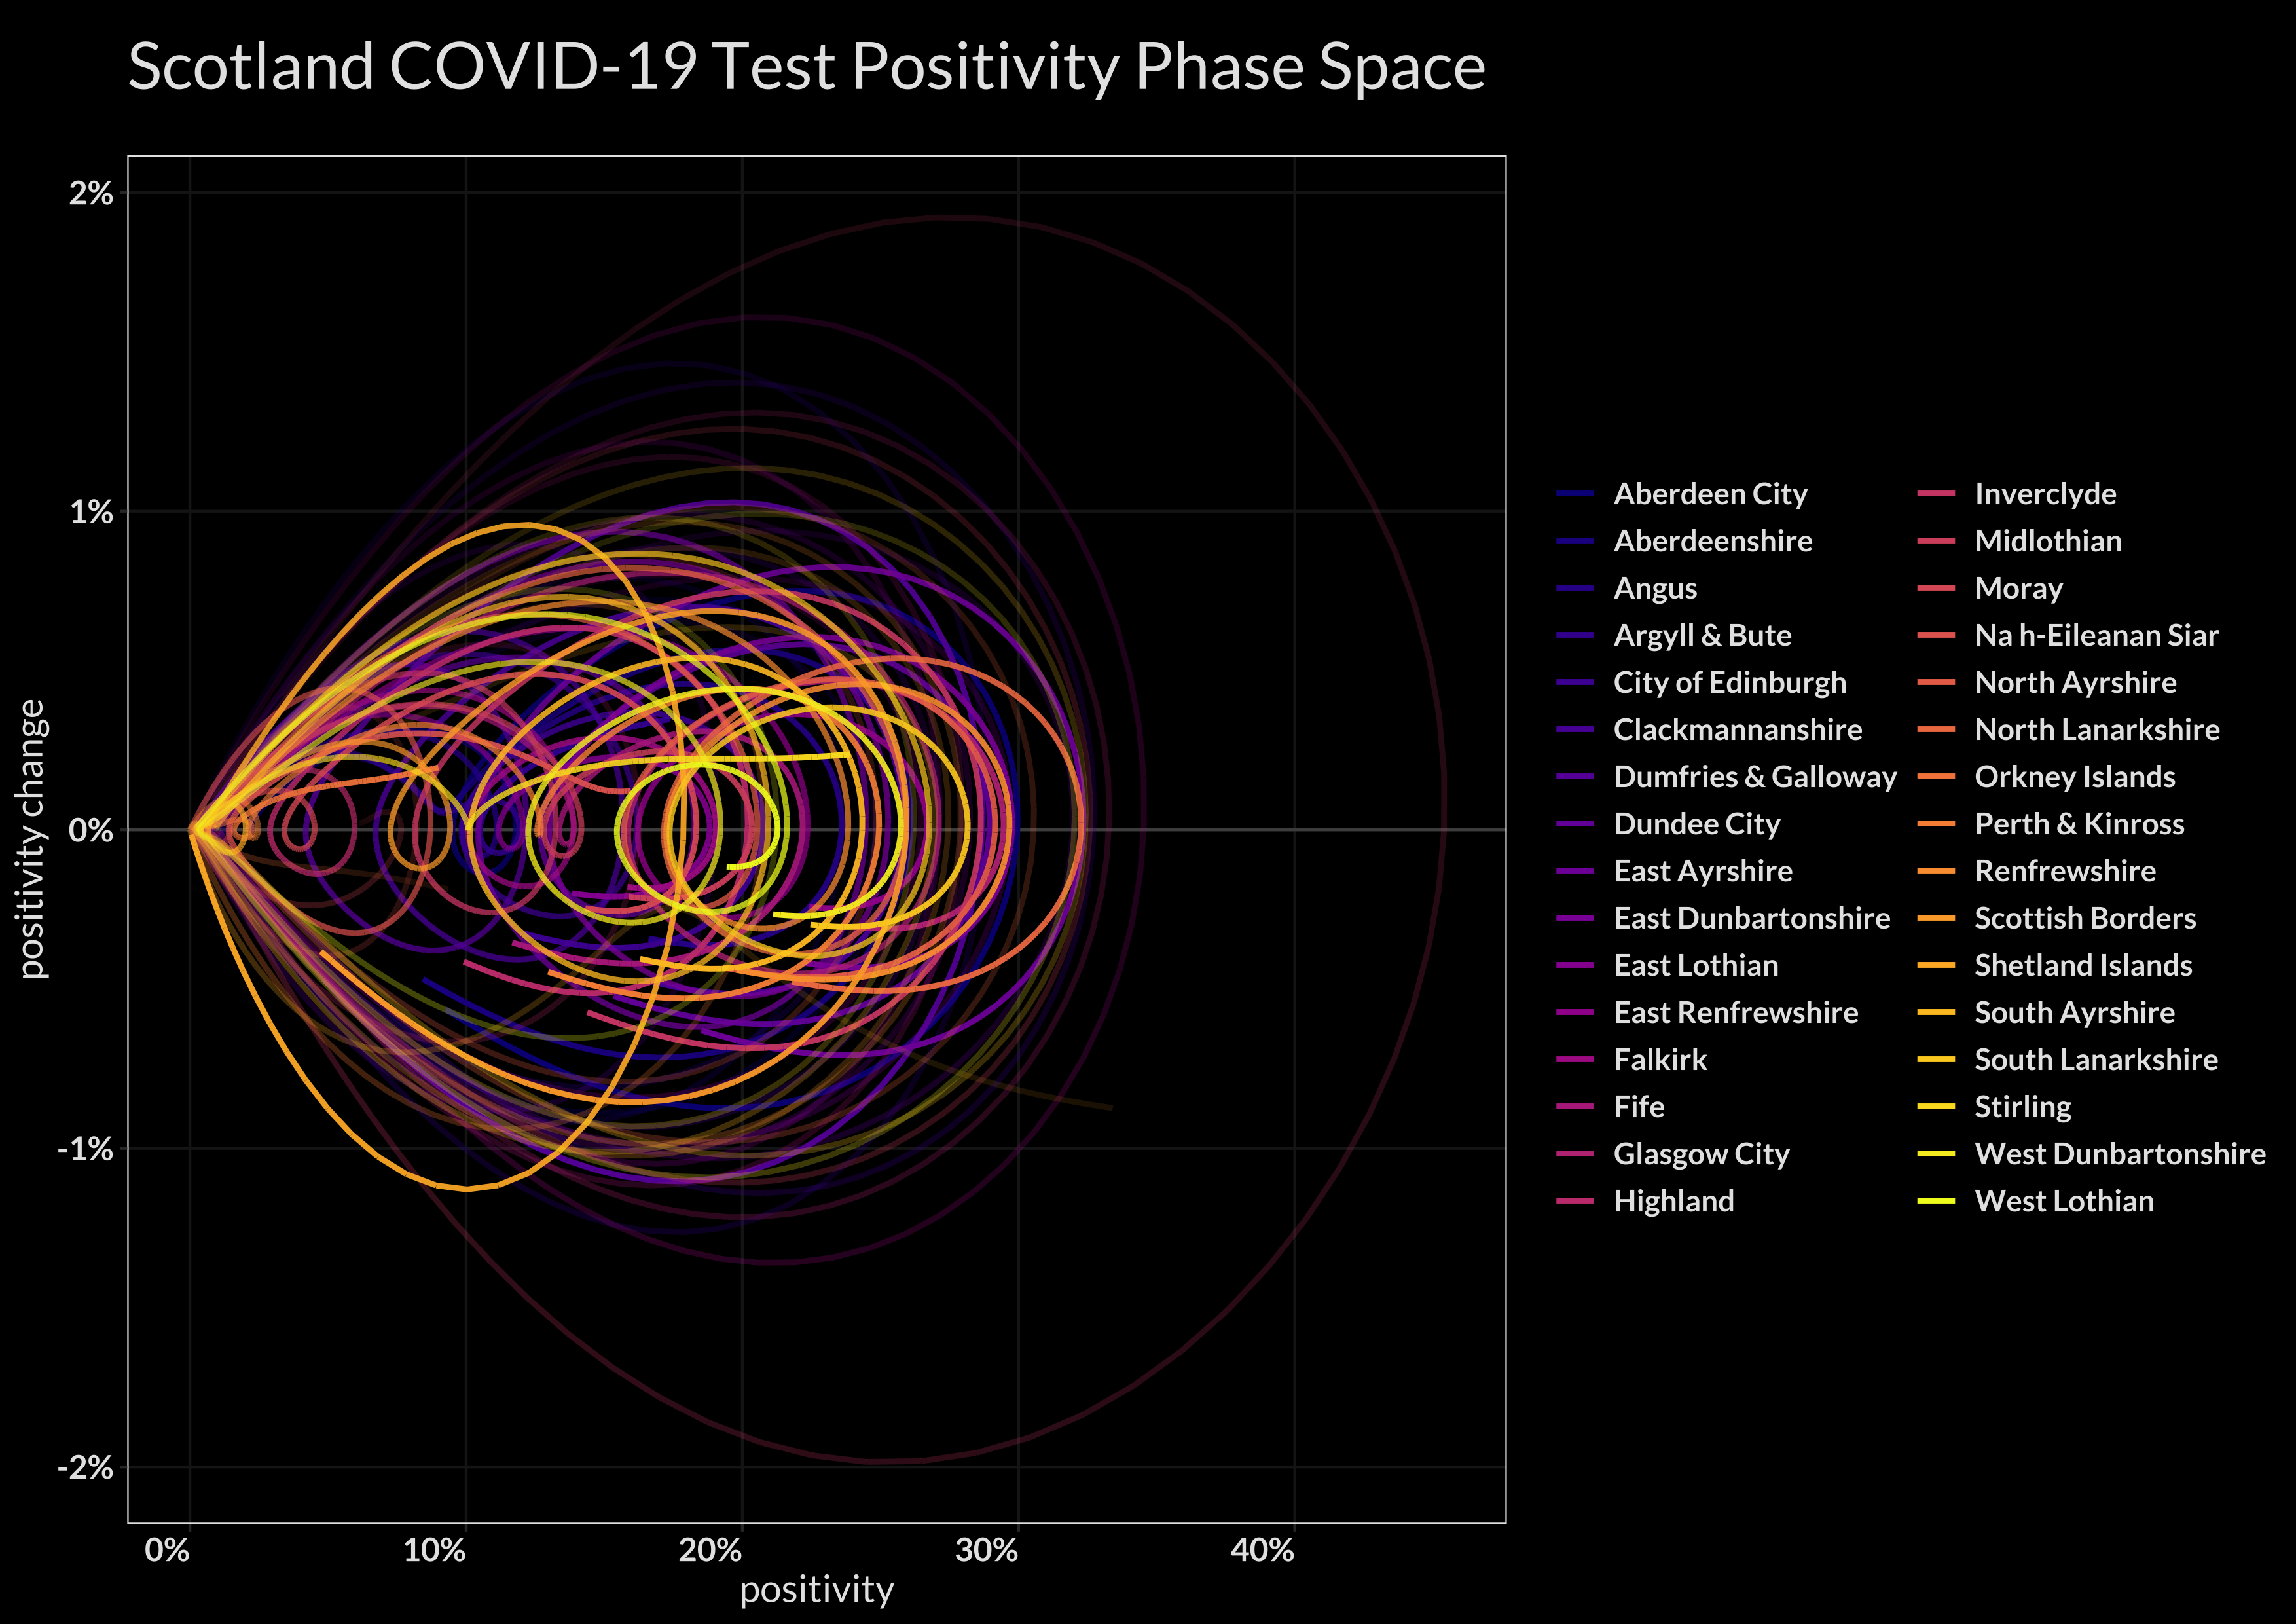 Scotland COVID-19 Test Positivity Phase Space
2%
1%
0%
-1%
-2%
positivity change
0% 10% 20% 30% 40%
positivity
Aberdeen City
Aberdeenshire
Angus
Argyll & Bute
City of Edinburgh
Clackmannanshire
Dumfries & Galloway
Dundee City
East Ayrshire
East Dunbartonshire
East Lothian
East Renfrewshire
Falkirk
Fife
Glasgow City
Highland
Inverclyde
Midlothian
Moray
Na h-Eileanan Siar
North Ayrshire
North Lanarkshire
Orkney Islands
Perth & Kinross
Renfrewshire
Scottish Borders
Shetland Islands
South Ayrshire
South Lanarkshire
Stirling
West Dunbartonshire
West Lothian